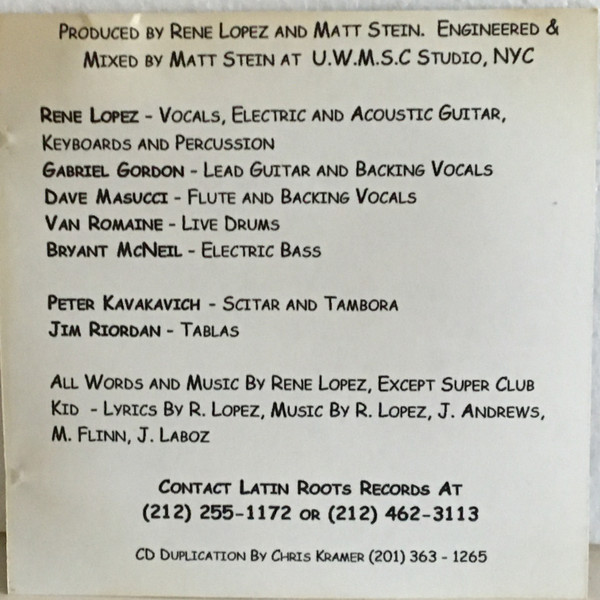 Produced by Rene Lopez and Matt Stein. Engineered &
Mixed by Matt Stein at U.W.M.S.C Studio, NYC
Rene Lopez - Vocals, Electric and Acoustic Guitar,
Keyboards and Percussion
Gabriel Gordon - Lead Guitar and Backing Vocals
Dave Masucci - Flute and Backing Vocals
Van Romaine - Live Drums
Bryant McNeil - Electric Bass
Peter Kavakavich - Scitar and Tambora
Jim Riordan - Tablas
All Words and Music By Rene Lopez, Except Super Club
Kid - Lyrics By R. Lopez, Music By R. Lopez, J. Andrews,
M. Flinn, J. Laboz
Contact Latin Roots Records At
(212) 255-1172 or (212) 462-3113
CD Duplication By Chris Kramer (201) 363 - 1265